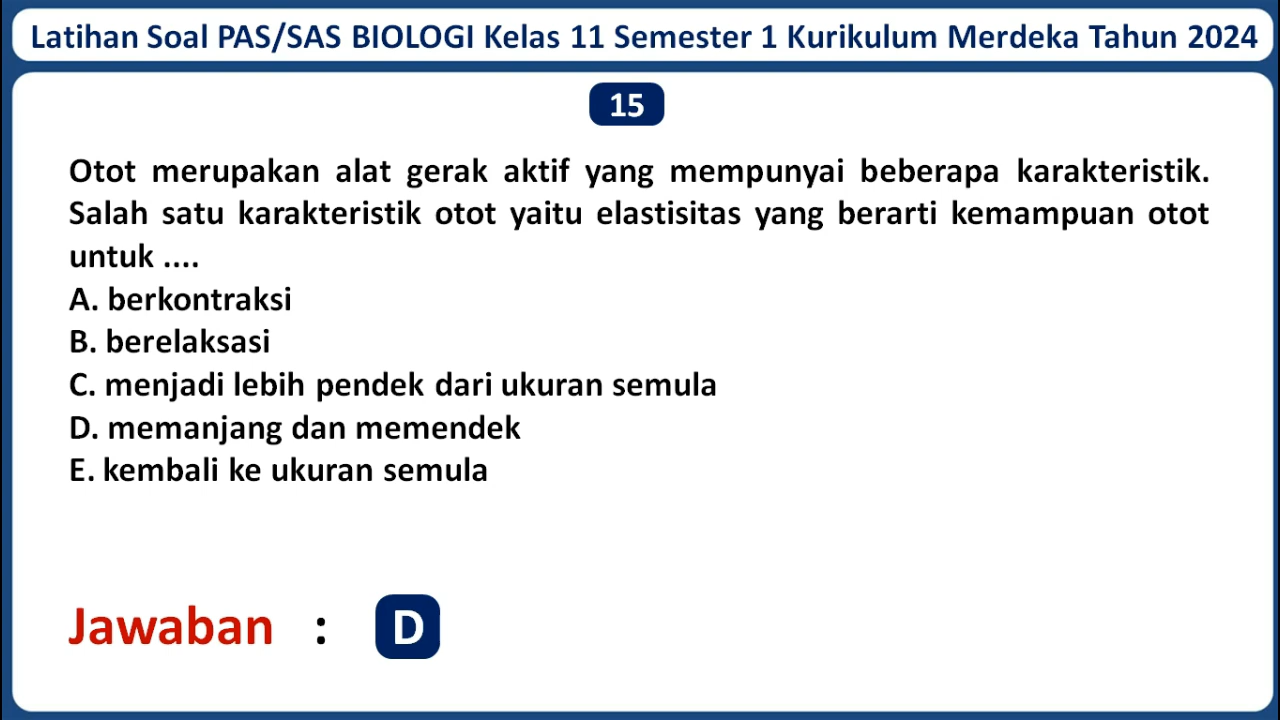 Latihan Soal PAS/SAS BIOLOGI Kelas 11 Semester 1 Kurikulum Merdeka Tahun 2024
15
Otot merupakan alat gerak aktif yang mempunyai beberapa karakteristik.
Salah satu karakteristik otot yaitu elastisitas yang berarti kemampuan otot
untuk ....
A. berkontraksi
B. berelaksasi
C. menjadi lebih pendek dari ukuran semula
D. memanjang dan memendek
E. kembali ke ukuran semula
Jawaban : D